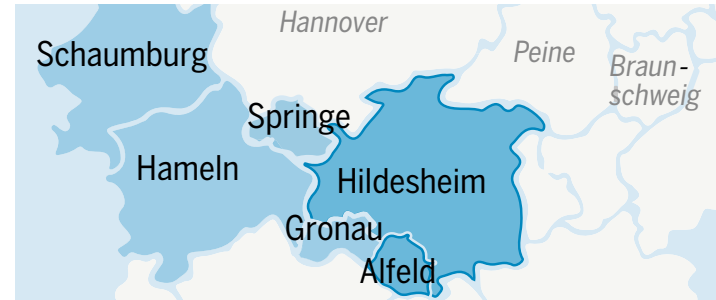 Hannover
Schaumburg
Peine
Braun-
schweig
Springe
Hameln
Hildesheim
Gronau
Alfeld